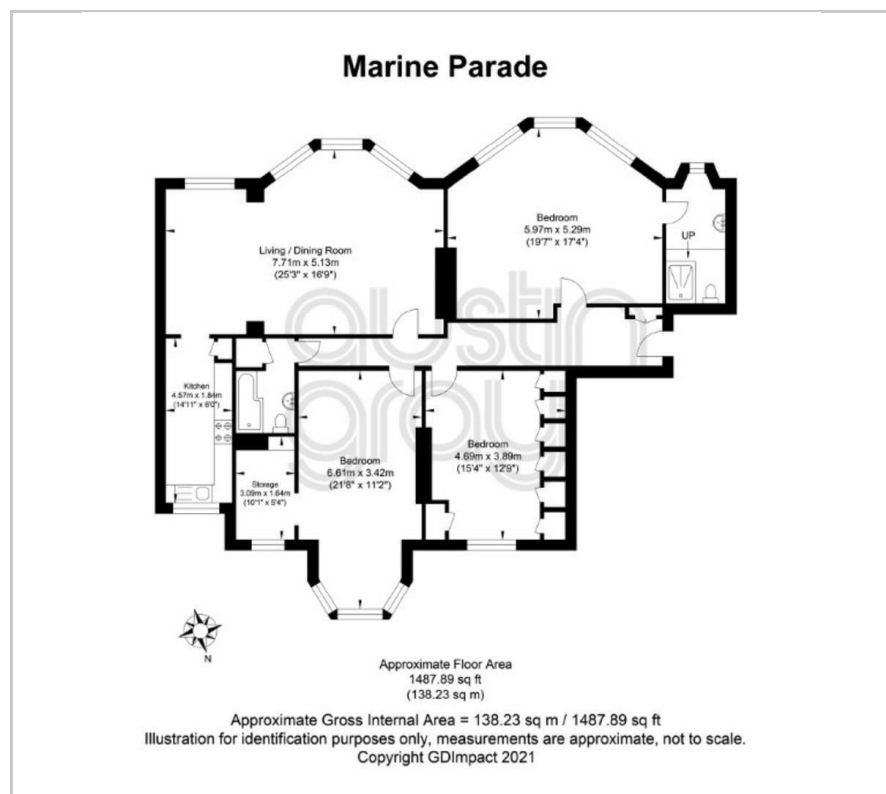 Marine Parade
Bedroom
5.97m x 5.29m
(19'7" x 17'4")
UP
Living / Dining Room
7.71m x 5.13m
(25'3" x 16'9")
austin
gray
Kitchen
4.57m x 1.84m
(14'11" x 6'0")
Bedroom
4.69m x 3.89m
(15'4" x 12'9")
Bedroom
6.61m x 3.42m
(21'8" x 11'2")
Storage
3.09m x 1.64m
(10'1" x 5'4")
N
Approximate Floor Area
1487.89 sq ft
(138.23 sq m)
Approximate Gross Internal Area = 138.23 sq m / 1487.89 sq ft
Illustration for identification purposes only, measurements are approximate, not to scale.
Copyright GDImpact 2021